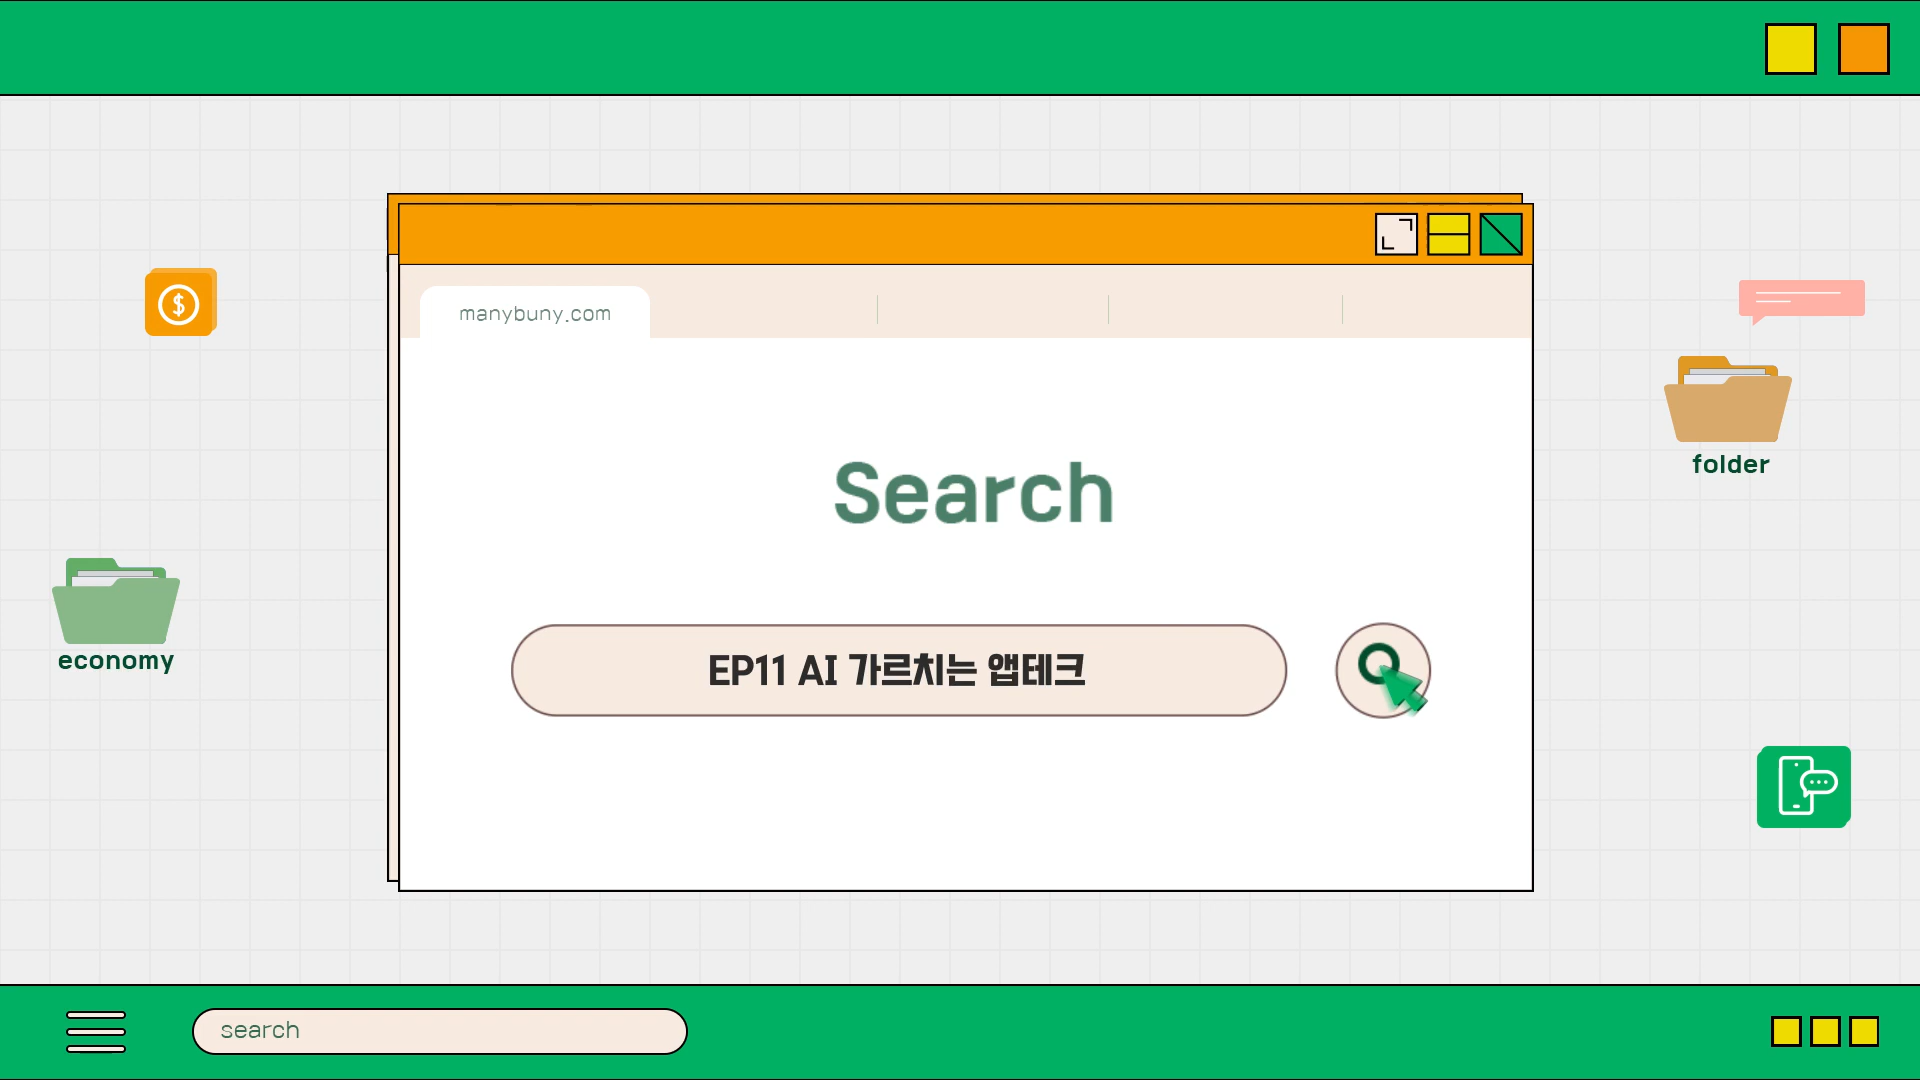 manybuny.com
Search
EP11 AI 가르치는 앱테크
folder
economy
search